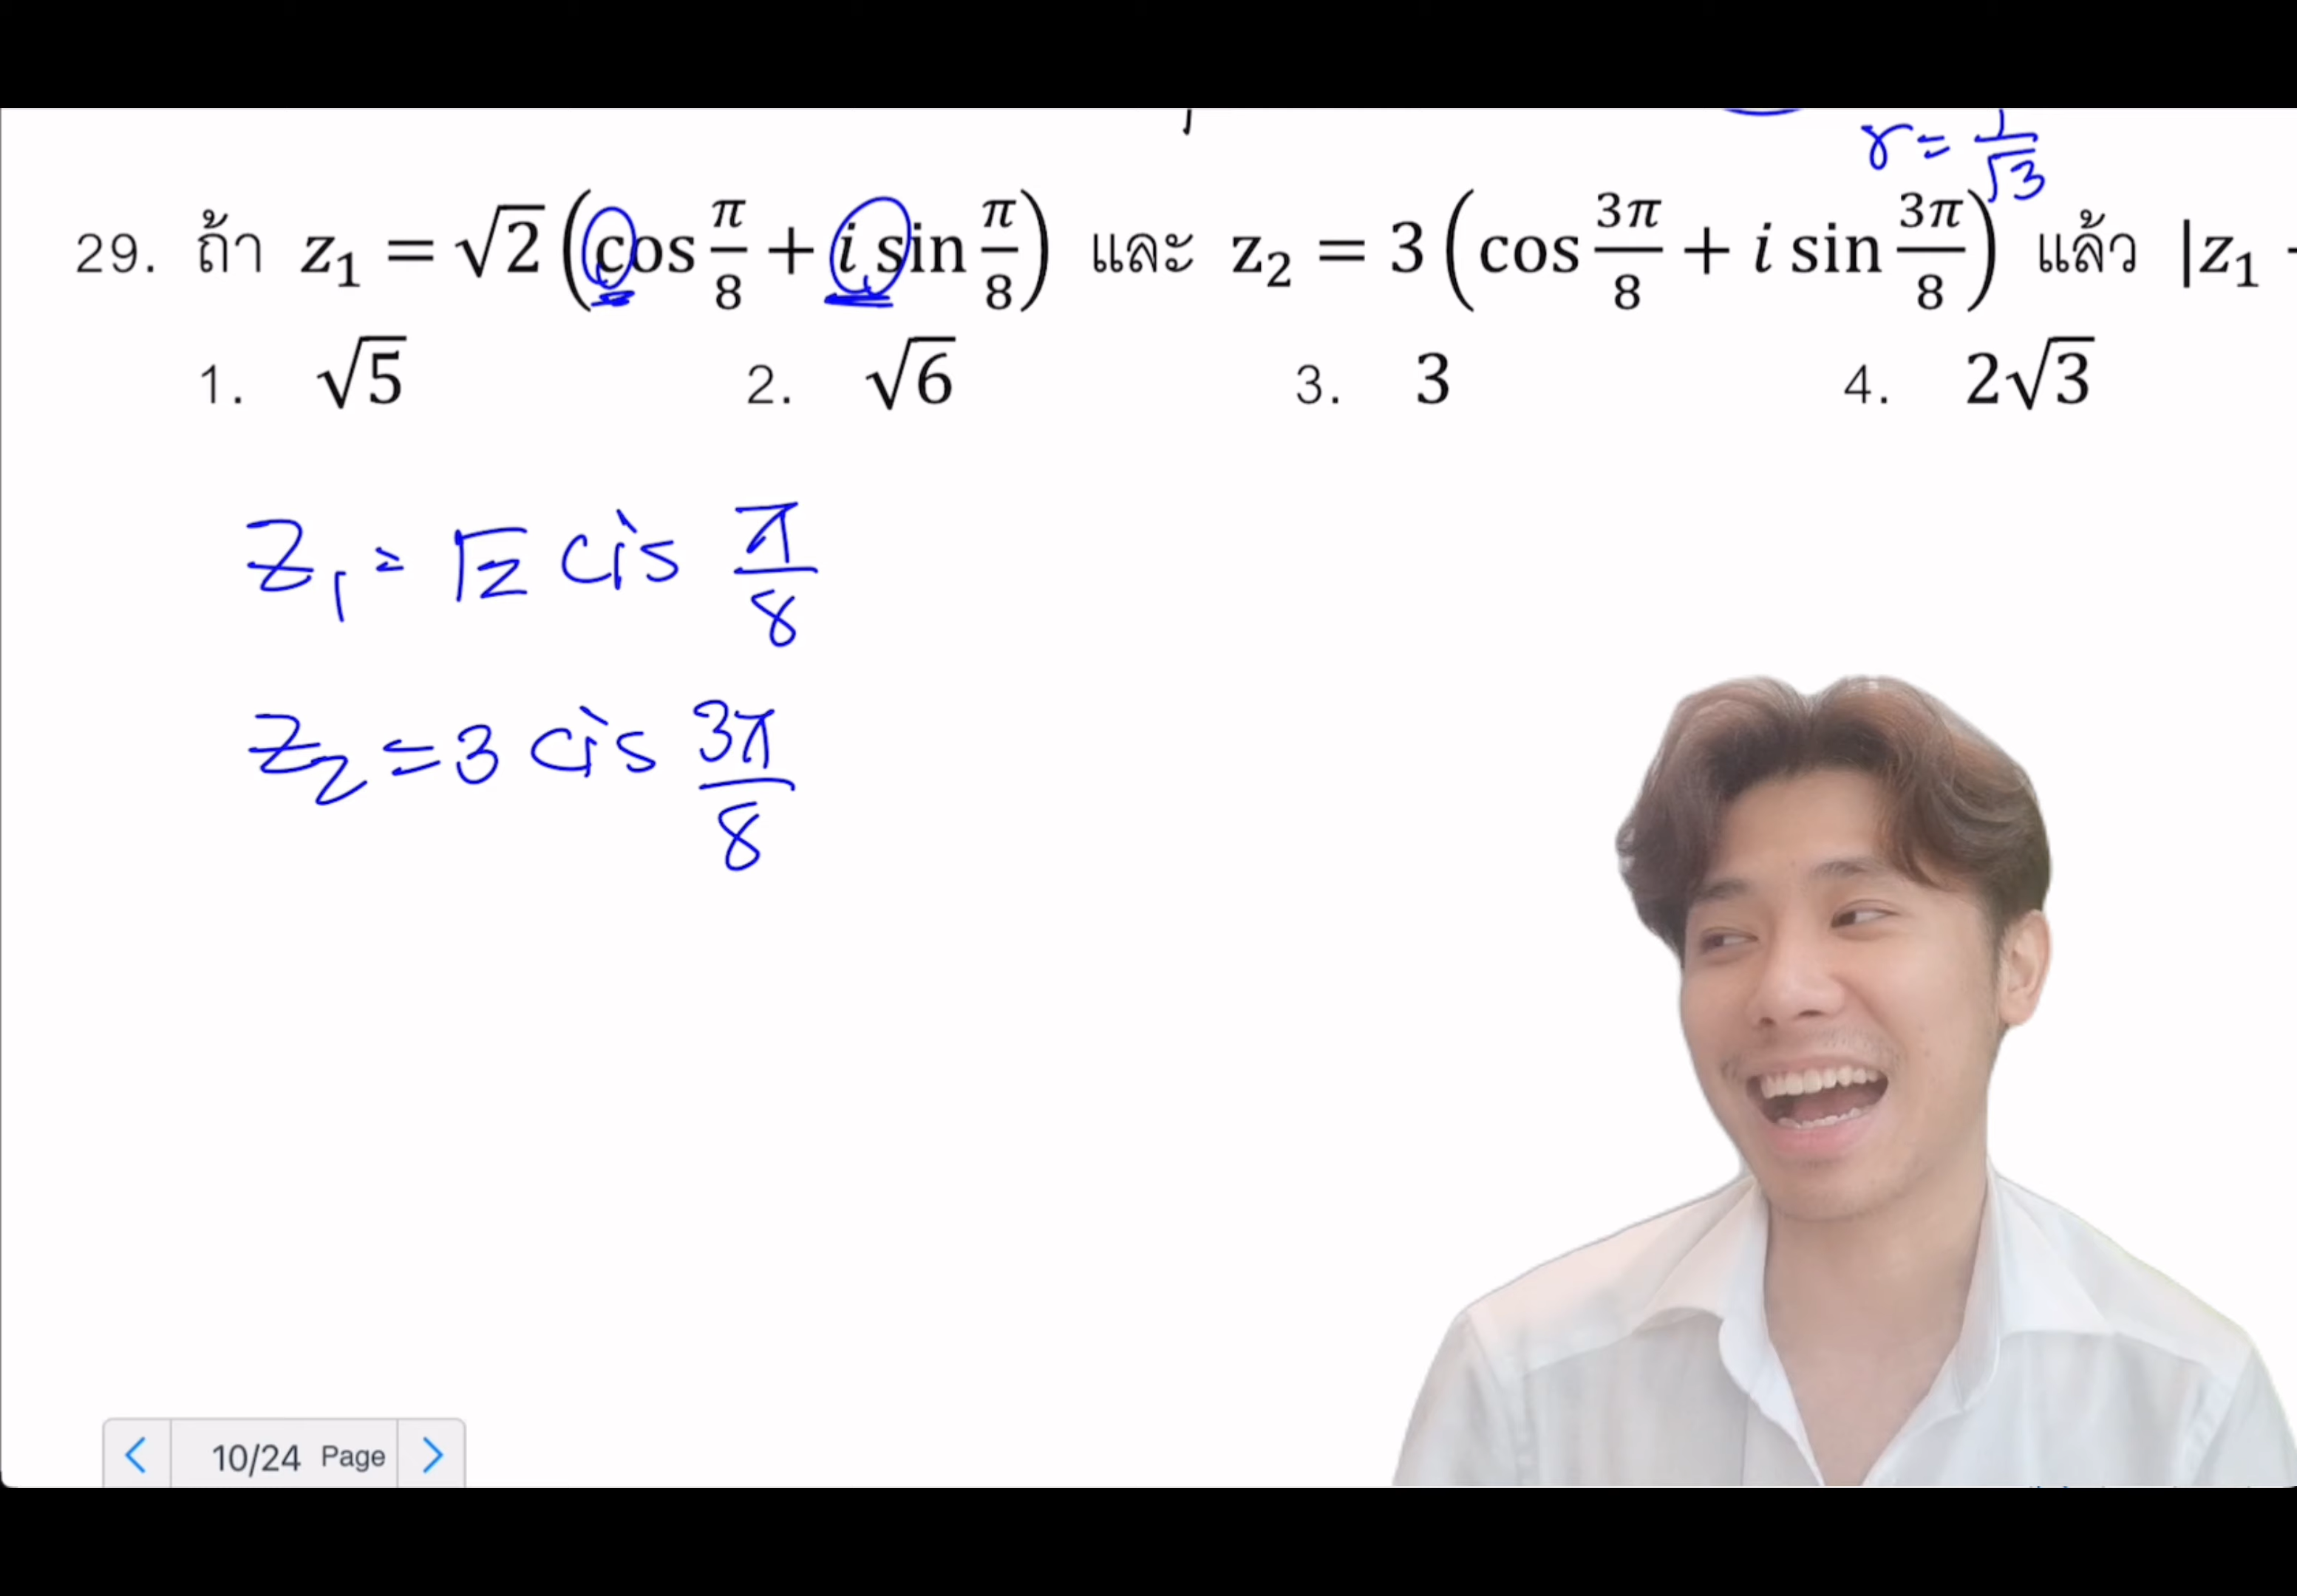 r = 1/√3
29. ถ้า z₁ = √2 (cos π/8 + i sin π/8) และ z₂ = 3 (cos 3π/8 + i sin 3π/8) แล้ว |z₁ -
1. √5 2. √6 3. 3 4. 2√3
z₁ = √2 cis π/8
z₂ = 3 cis 3π/8
10/24 Page